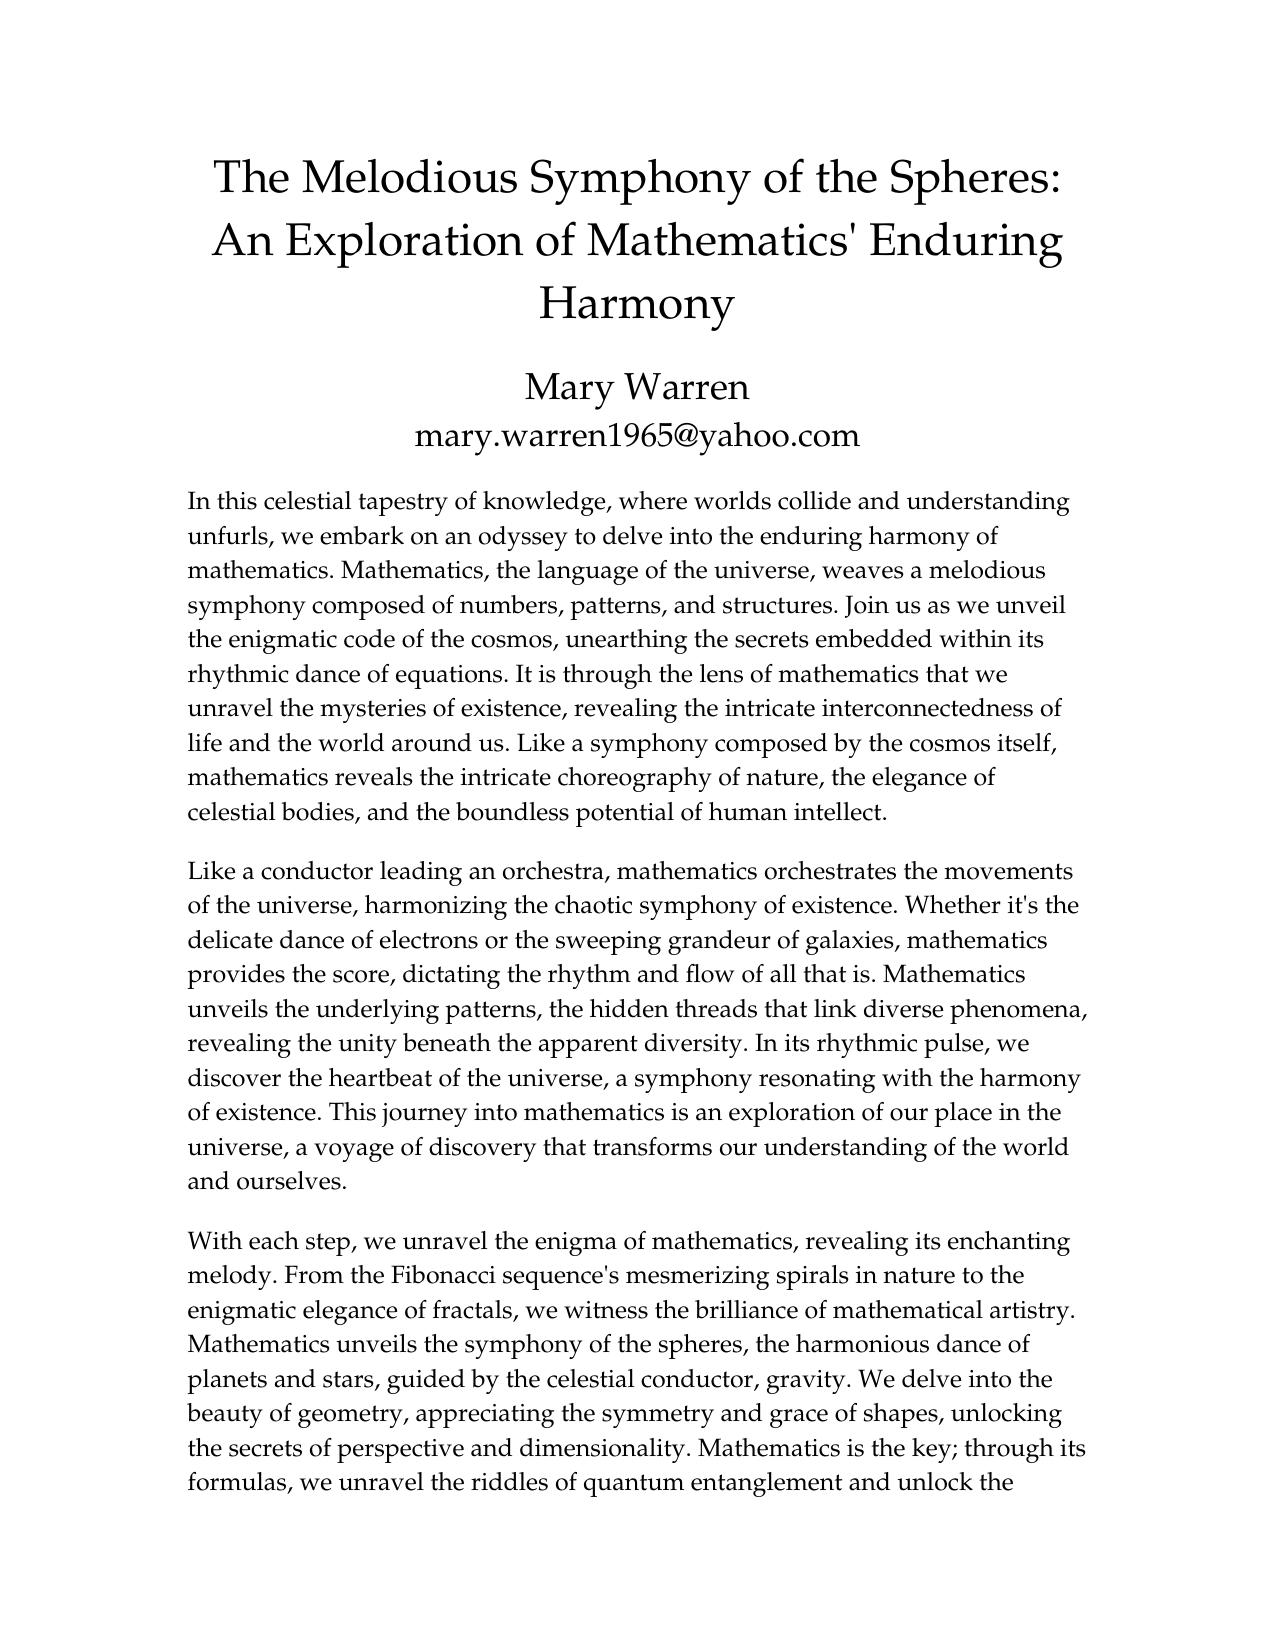 The Melodious Symphony of the Spheres:
An Exploration of Mathematics' Enduring
Harmony
Mary Warren
mary.warren1965@yahoo.com
In this celestial tapestry of knowledge, where worlds collide and understanding
unfurls, we embark on an odyssey to delve into the enduring harmony of
mathematics. Mathematics, the language of the universe, weaves a melodious
symphony composed of numbers, patterns, and structures. Join us as we unveil
the enigmatic code of the cosmos, unearthing the secrets embedded within its
rhythmic dance of equations. It is through the lens of mathematics that we
unravel the mysteries of existence, revealing the intricate interconnectedness of
life and the world around us. Like a symphony composed by the cosmos itself,
mathematics reveals the intricate choreography of nature, the elegance of
celestial bodies, and the boundless potential of human intellect.
Like a conductor leading an orchestra, mathematics orchestrates the movements
of the universe, harmonizing the chaotic symphony of existence. Whether it's the
delicate dance of electrons or the sweeping grandeur of galaxies, mathematics
provides the score, dictating the rhythm and flow of all that is. Mathematics
unveils the underlying patterns, the hidden threads that link diverse phenomena,
revealing the unity beneath the apparent diversity. In its rhythmic pulse, we
discover the heartbeat of the universe, a symphony resonating with the harmony
of existence. This journey into mathematics is an exploration of our place in the
universe, a voyage of discovery that transforms our understanding of the world
and ourselves.
With each step, we unravel the enigma of mathematics, revealing its enchanting
melody. From the Fibonacci sequence's mesmerizing spirals in nature to the
enigmatic elegance of fractals, we witness the brilliance of mathematical artistry.
Mathematics unveils the symphony of the spheres, the harmonious dance of
planets and stars, guided by the celestial conductor, gravity. We delve into the
beauty of geometry, appreciating the symmetry and grace of shapes, unlocking
the secrets of perspective and dimensionality. Mathematics is the key; through its
formulas, we unravel the riddles of quantum entanglement and unlock the